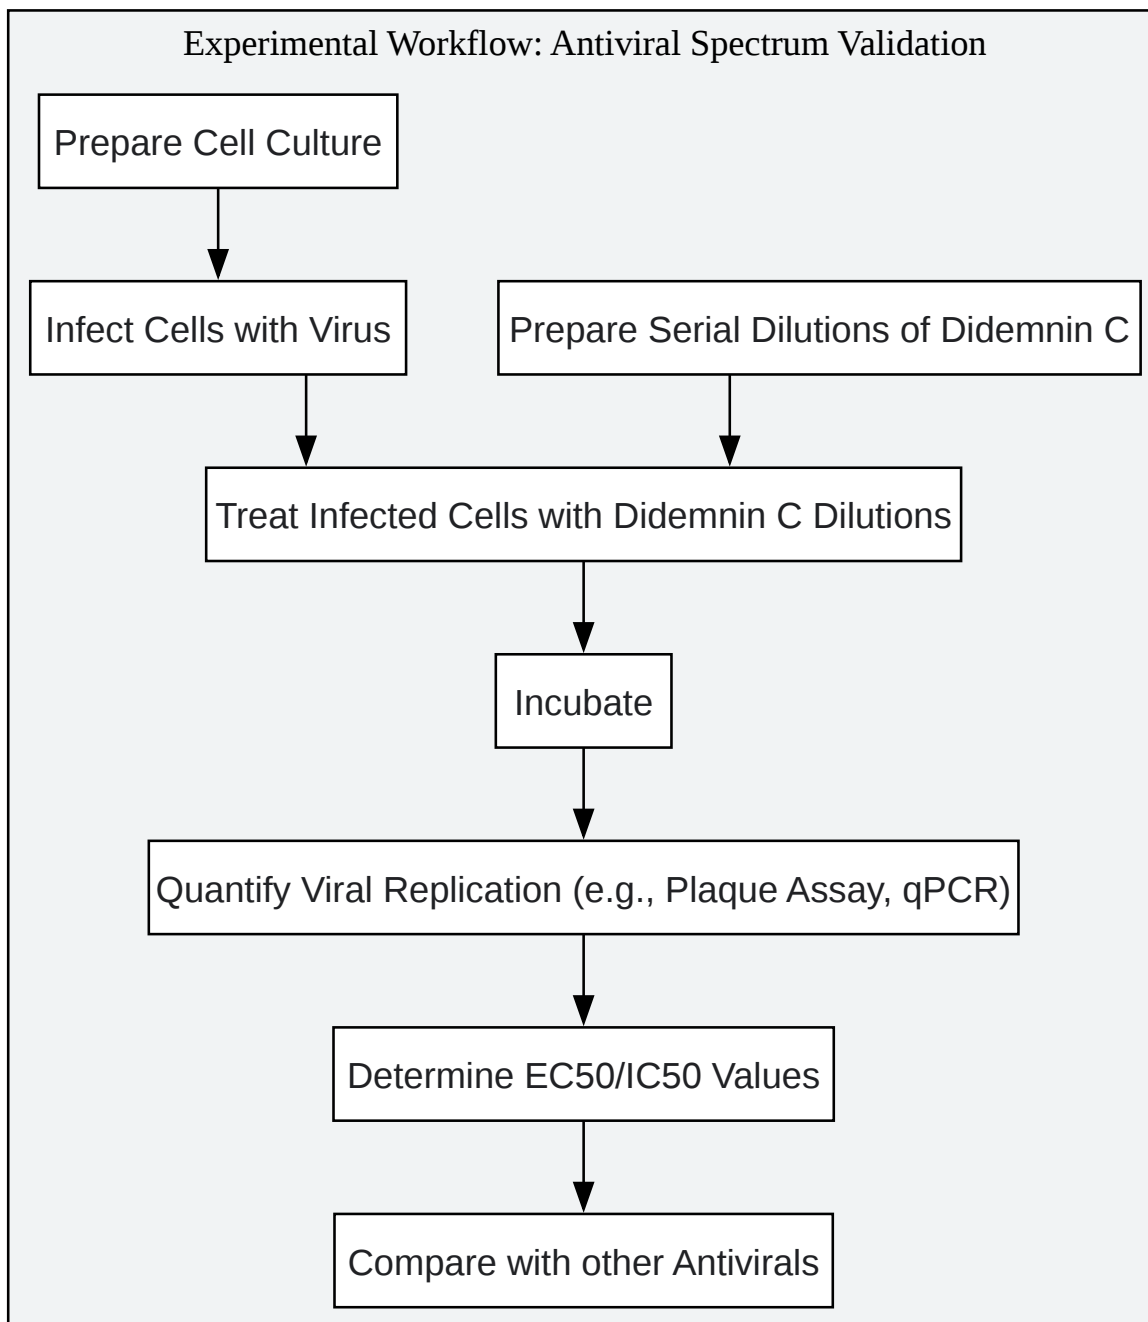 Experimental Workflow: Antiviral Spectrum Validation
Prepare Cell Culture
Infect Cells with Virus
Prepare Serial Dilutions of Didemnin C
Treat Infected Cells with Didemnin C Dilutions
Incubate
Quantify Viral Replication (e.g., Plaque Assay, qPCR)
Determine EC50/IC50 Values
Compare with other Antivirals